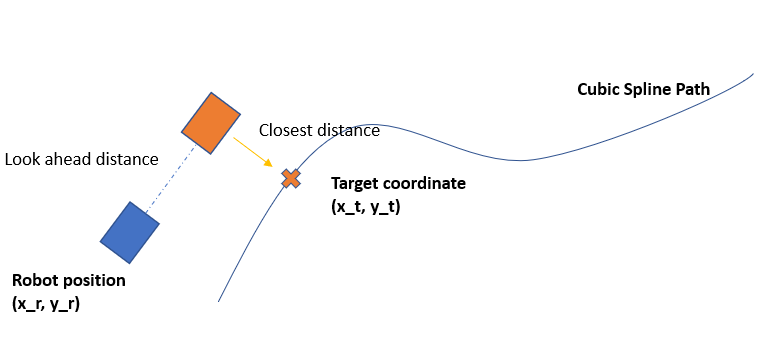 Cubic Spline Path
Closest distance
Look ahead distance
Target coordinate
(x_t, y_t)
Robot position
(x_r, y_r)